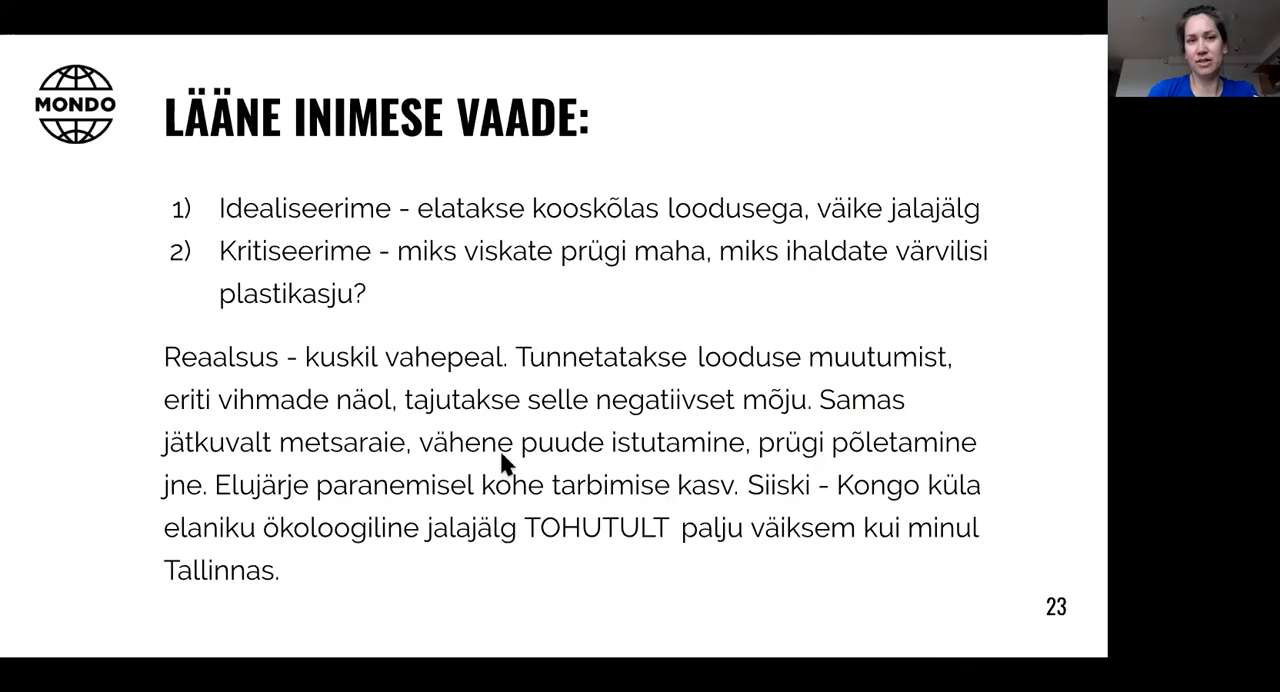 MONDO
LÄÄNE INIMESE VAADE:
1) Idealiseerime - elatakse kooskõlas loodusega, väike jalajälg
2) Kritiseerime - miks viskate prügi maha, miks ihaldate värvilisi
plastikasju?
Reaalsus - kuskil vahepeal. Tunnetatakse looduse muutumist,
eriti vihmade näol, tajutakse selle negatiivset mõju. Samas
jätkuvalt metsaraie, vähene puude istutamine, prügi põletamine
jne. Elujärje paranemisel kohe tarbimise kasv. Siiski - Kongo küla
elaniku ökoloogiline jalajälg TOHUTULT palju väiksem kui minul
Tallinnas.
23